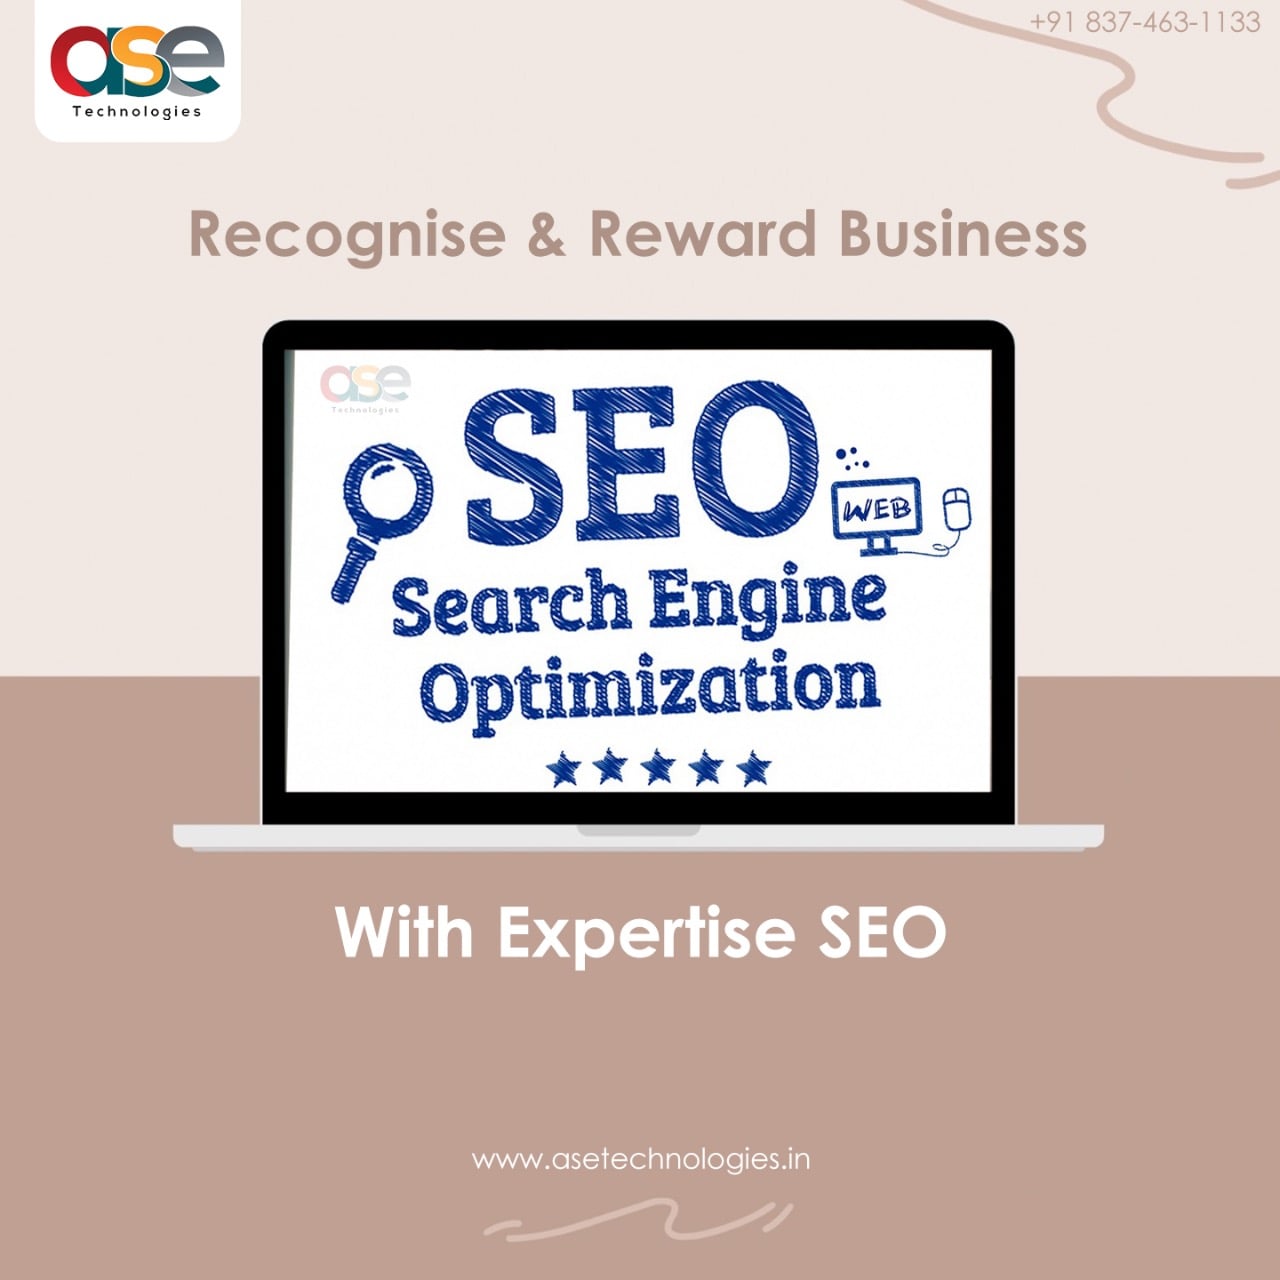 ase
Technologies
+91 837-463-1133
Recognise & Reward Business
ase
Technologies
SEO
WEB
Search Engine
Optimization
With Expertise SEO
www.asetechnologies.in